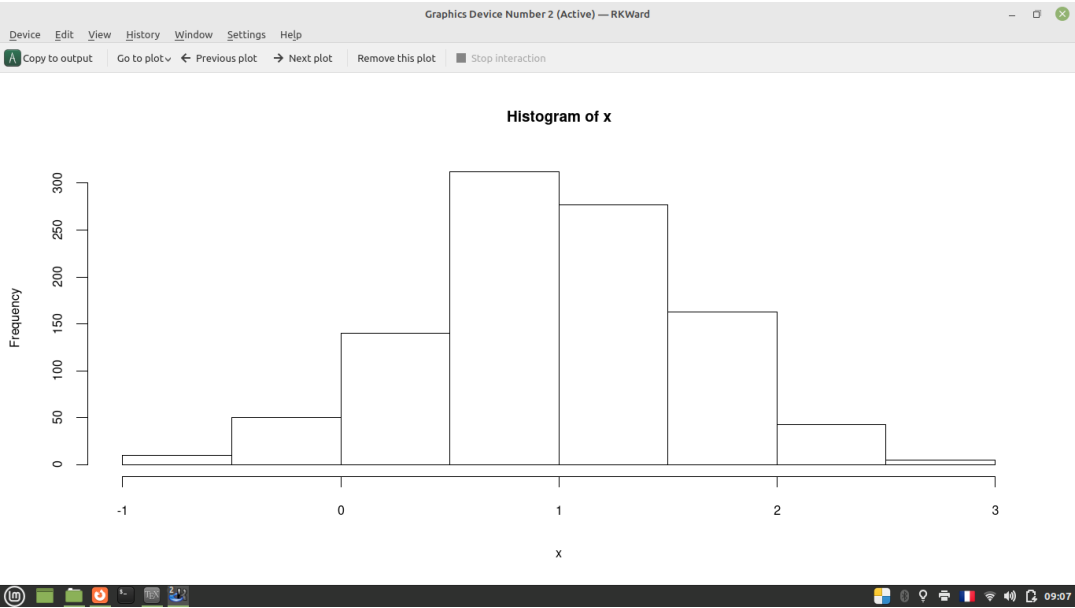 Graphics Device Number 2 (Active) — RKWard
Device Edit View History Window Settings Help
Copy to output Go to plot Previous plot Next plot Remove this plot Stop interaction
Histogram of x
300
250
200
150
100
50
0
Frequency
-1 0 1 2 3
x
09:07